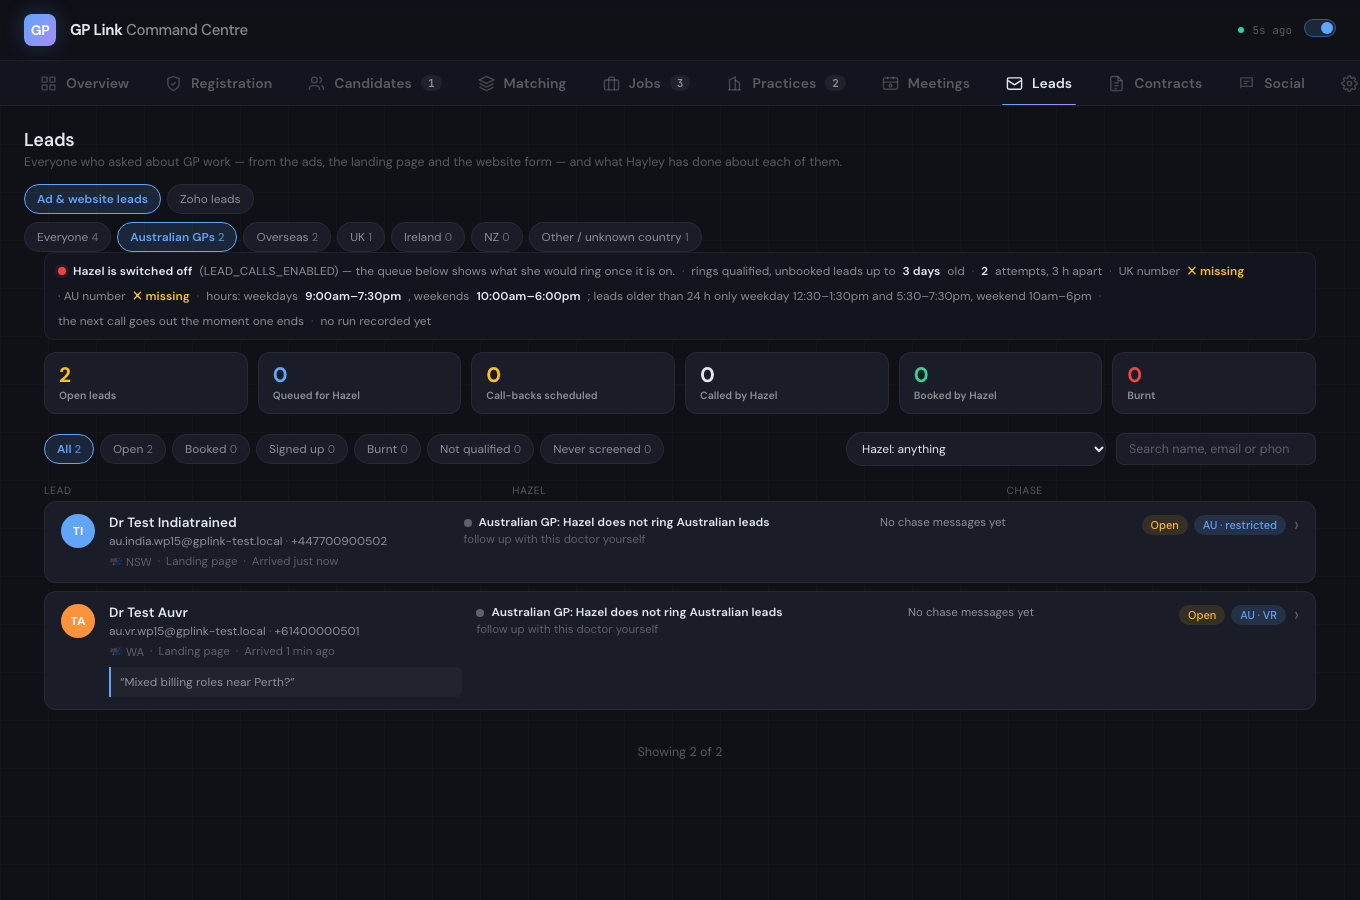 GP GP Link Command Centre 5s ago
Overview Registration Candidates 1 Matching Jobs 3 Practices 2 Meetings Leads Contracts Social
Leads
Everyone who asked about GP work — from the ads, the landing page and the website form — and what Hayley has done about each of them.
Ad & website leads Zoho leads
Everyone 4 Australian GPs 2 Overseas 2 UK 1 Ireland 0 NZ 0 Other / unknown country 1
Hazel is switched off (LEAD_CALLS_ENABLED) — the queue below shows what she would ring once it is on. · rings qualified, unbooked leads up to 3 days old · 2 attempts, 3 h apart · UK number ✕ missing
· AU number ✕ missing · hours: weekdays 9:00am–7:30pm , weekends 10:00am–6:00pm ; leads older than 24 h only weekday 12:30–1:30pm and 5:30–7:30pm, weekend 10am–6pm ·
the next call goes out the moment one ends · no run recorded yet
2 0 0 0 0 0
Open leads Queued for Hazel Call-backs scheduled Called by Hazel Booked by Hazel Burnt
All 2 Open 2 Booked 0 Signed up 0 Burnt 0 Not qualified 0 Never screened 0 Hazel: anything Search name, email or phon
LEAD HAZEL CHASE
TI Dr Test Indiatrained Australian GP: Hazel does not ring Australian leads No chase messages yet Open AU · restricted ›
au.india.wp15@gplink-test.local · +447700900502 follow up with this doctor yourself
NSW · Landing page · Arrived just now
TA Dr Test Auvr Australian GP: Hazel does not ring Australian leads No chase messages yet Open AU · VR ›
au.vr.wp15@gplink-test.local · +61400000501 follow up with this doctor yourself
WA · Landing page · Arrived 1 min ago
“Mixed billing roles near Perth?”
Showing 2 of 2